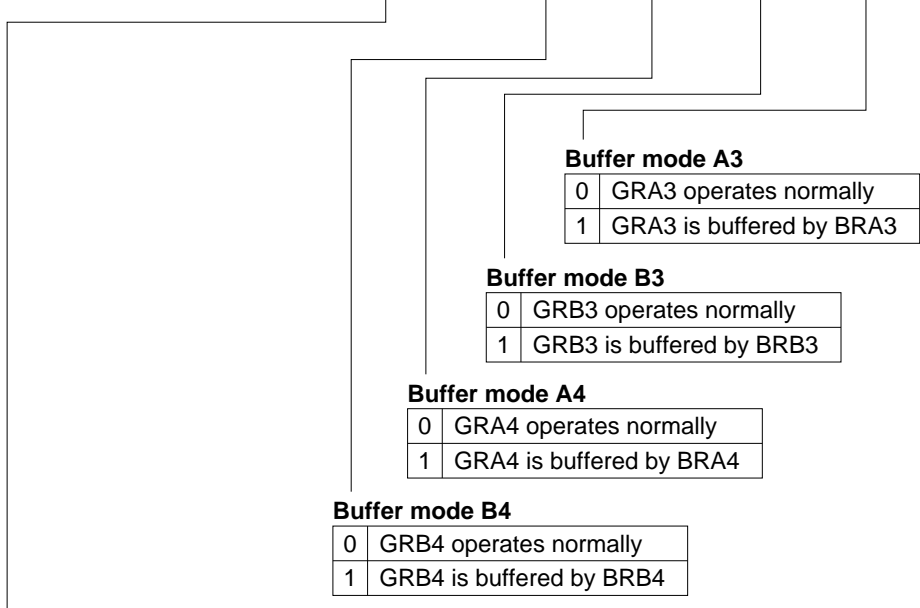 Buffer mode A3
0 GRA3 operates normally
1 GRA3 is buffered by BRA3
Buffer mode B3
0 GRB3 operates normally
1 GRB3 is buffered by BRB3
Buffer mode A4
0 GRA4 operates normally
1 GRA4 is buffered by BRA4
Buffer mode B4
0 GRB4 operates normally
1 GRB4 is buffered by BRB4